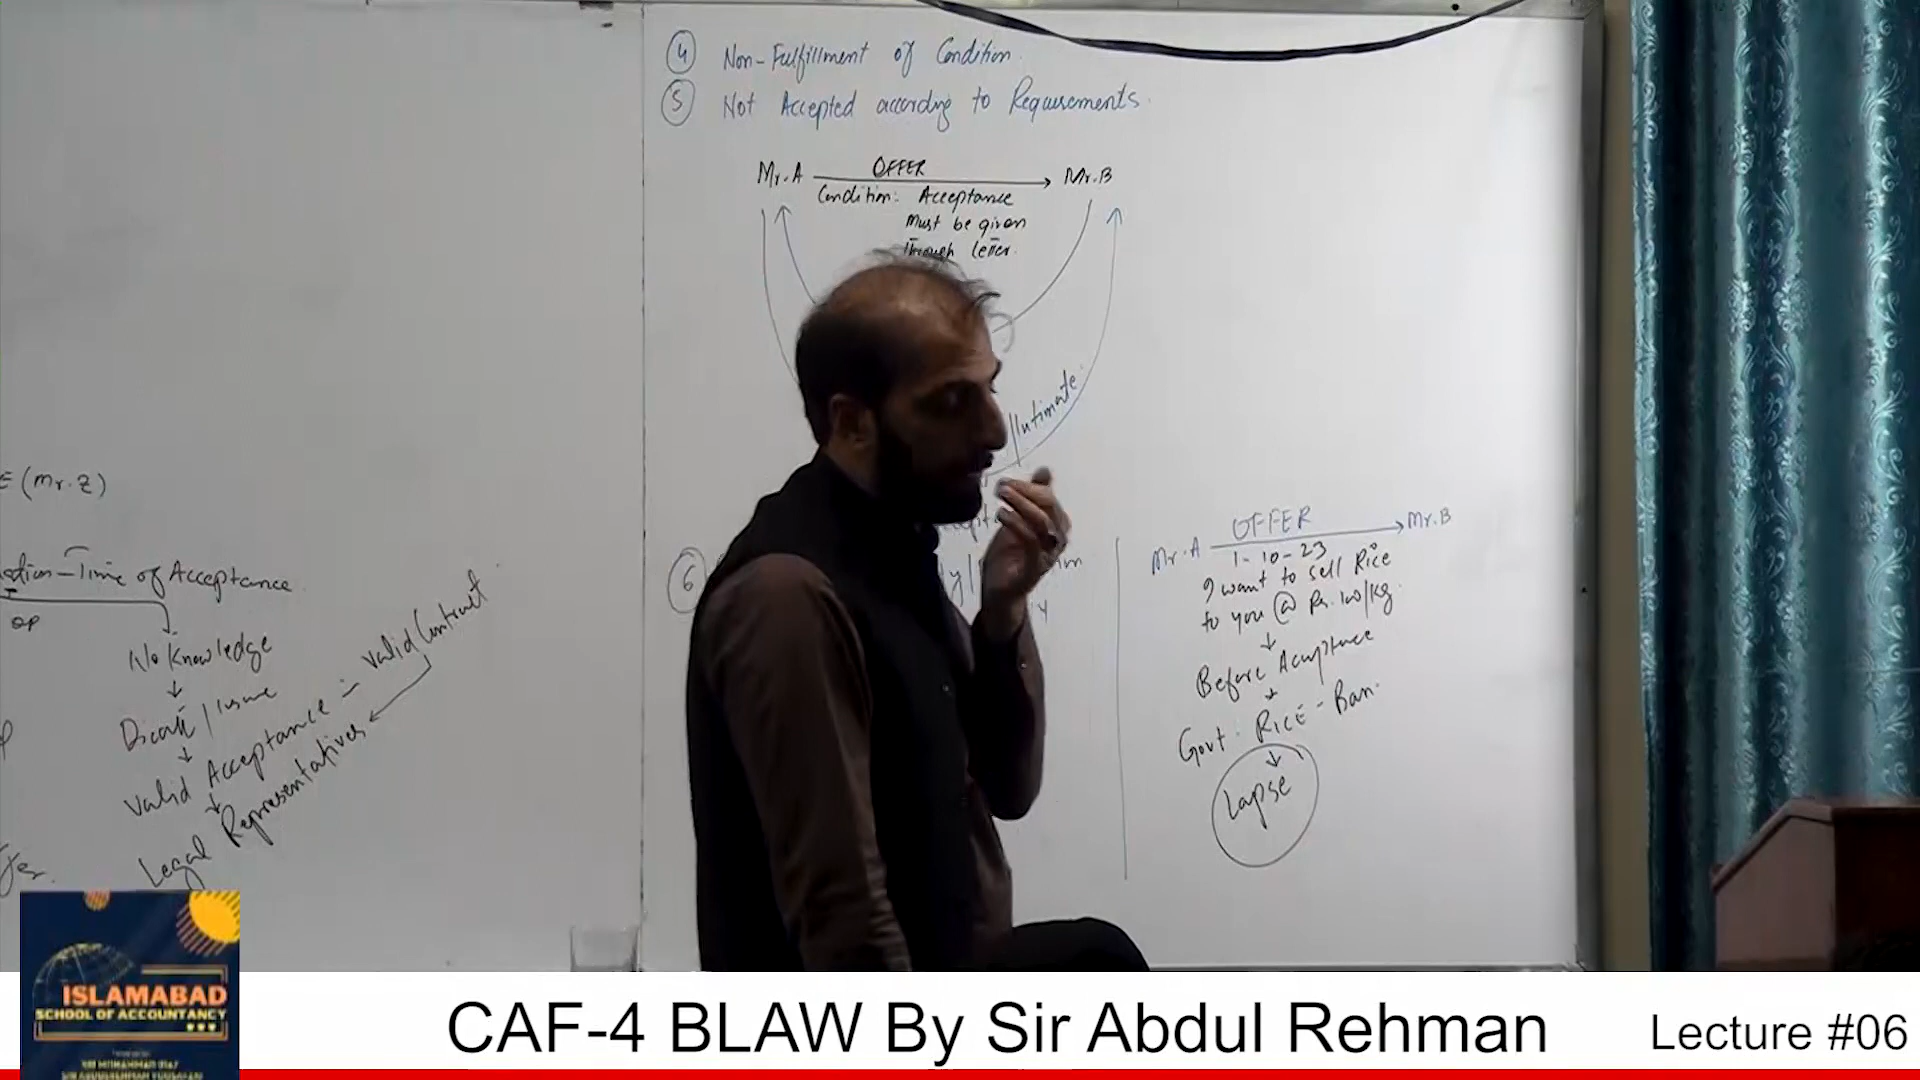 ④ Non-Fulfillment of Condition.
⑤ Not Accepted according to Requirements.
Mr. A OFFER Mr. B
Condition: Acceptance
Must be given
through letter.
/Intimate
⑥
E (Mr. Z)
Time of Acceptance
OR
No Knowledge
↓
↓
Valid Acceptance = Valid Contract
↓
Legal Representatives
Mr. A OFFER Mr. B
1-10-23
I want to sell Rice
to you @ Rs. 100/kg.
↓
Before Acceptance
↓
Govt. RICE - Ban.
↓
Lapse
ISLAMABAD
SCHOOL OF ACCOUNTANCY
CAF-4 BLAW By Sir Abdul Rehman
Lecture #06